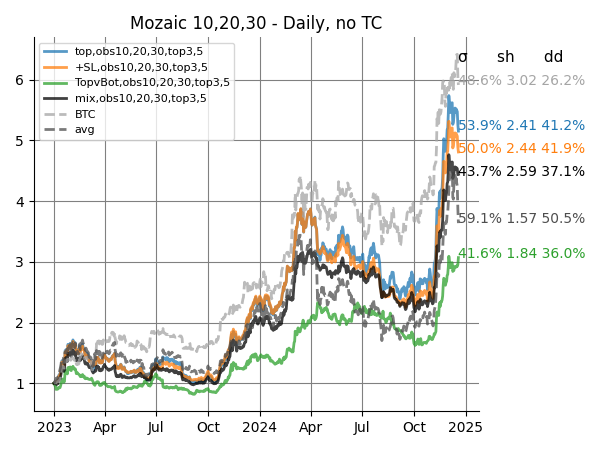 Mozaic 10,20,30 - Daily, no TC
top,obs10,20,30,top3,5
+SL,obs10,20,30,top3,5
TopvBot,obs10,20,30,top3,5
mix,obs10,20,30,top3,5
BTC
avg
σ sh dd
48.6% 3.02 26.2%
53.9% 2.41 41.2%
50.0% 2.44 41.9%
43.7% 2.59 37.1%
59.1% 1.57 50.5%
41.6% 1.84 36.0%
6
5
4
3
2
1
2023 Apr Jul Oct 2024 Apr Jul Oct 2025